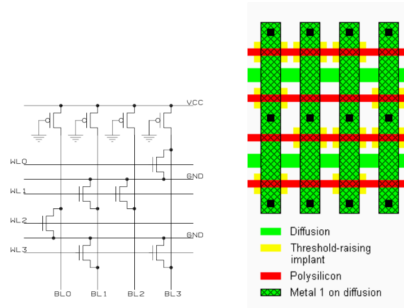 VCC
WL0
GND
WL1
WL2
GND
WL3
BL0 BL1 BL2 BL3
Diffusion
Threshold-raising
implant
Polysilicon
Metal 1 on diffusion